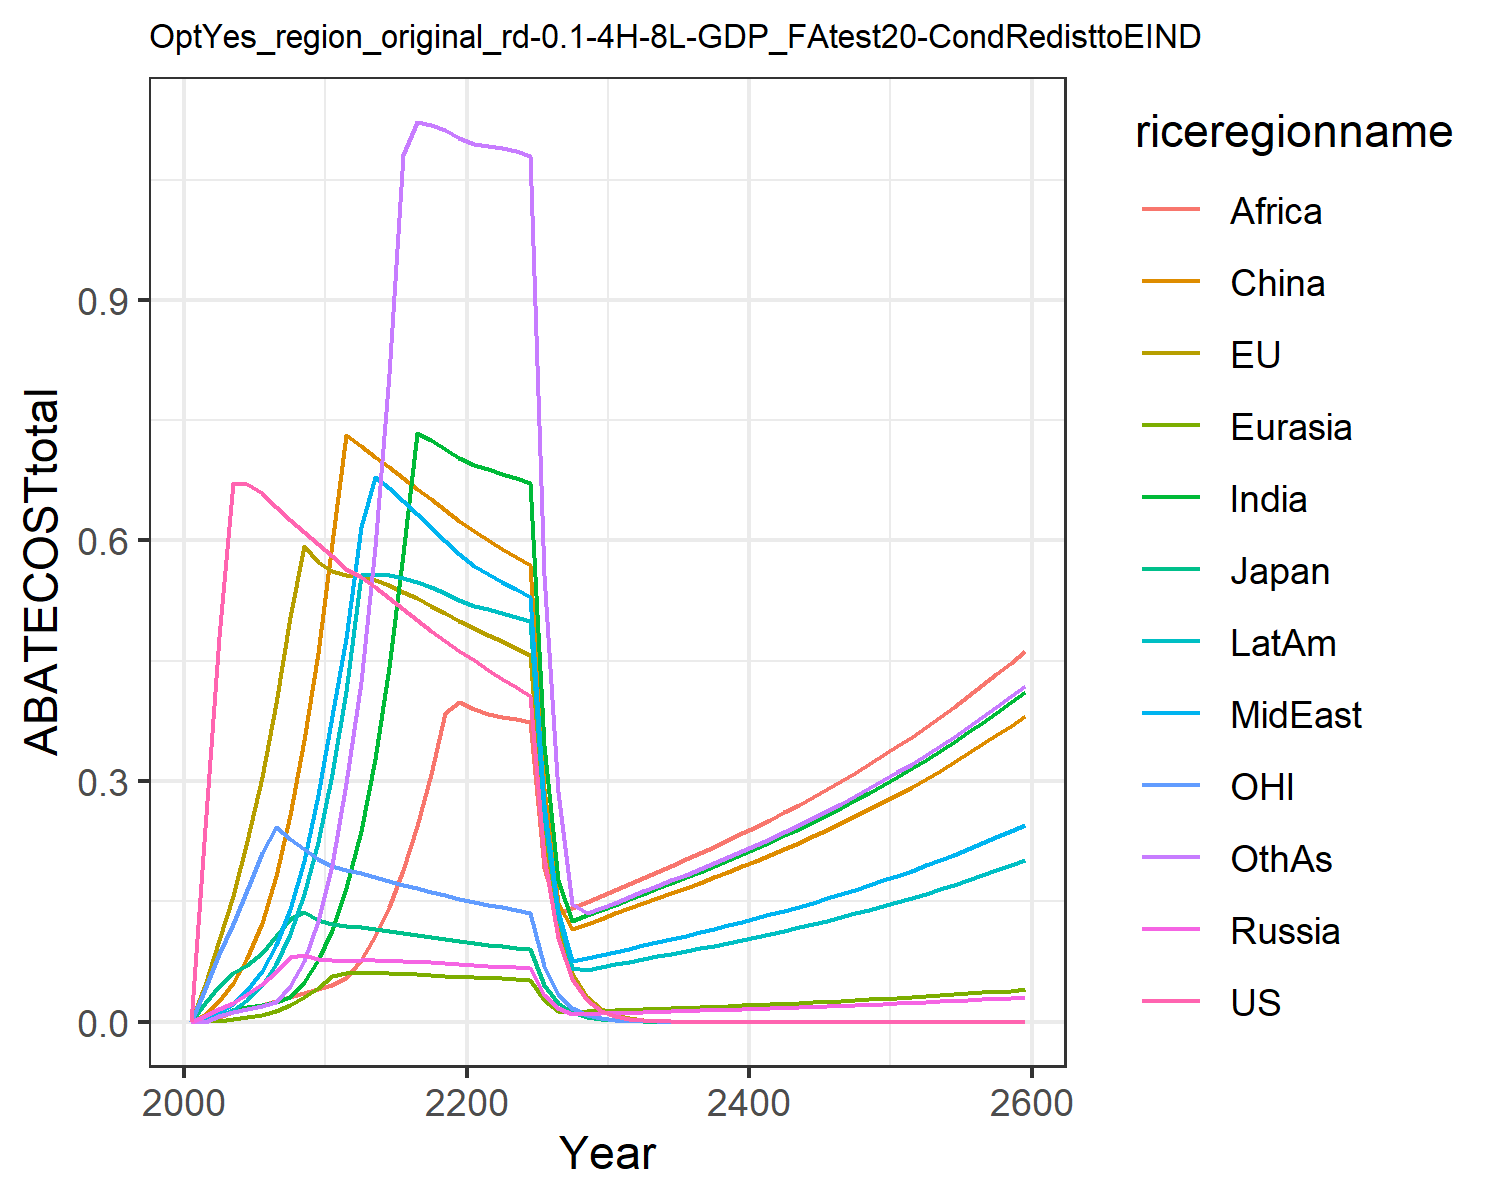 OptYes_region_original_rd-0.1-4H-8L-GDP_FAtest20-CondRedisttoEIND
ABATECOSTtotal
0.9
0.6
0.3
0.0
2000 2200 2400 2600
Year
riceregionname
Africa
China
EU
Eurasia
India
Japan
LatAm
MidEast
OHI
OthAs
Russia
US